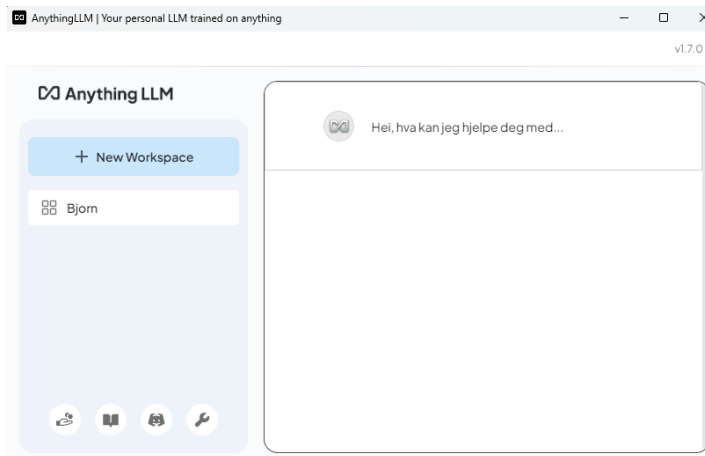 AnythingLLM | Your personal LLM trained on anything
v1.7.0
Anything LLM
Hei, hva kan jeg hjelpe deg med...
+ New Workspace
Bjorn